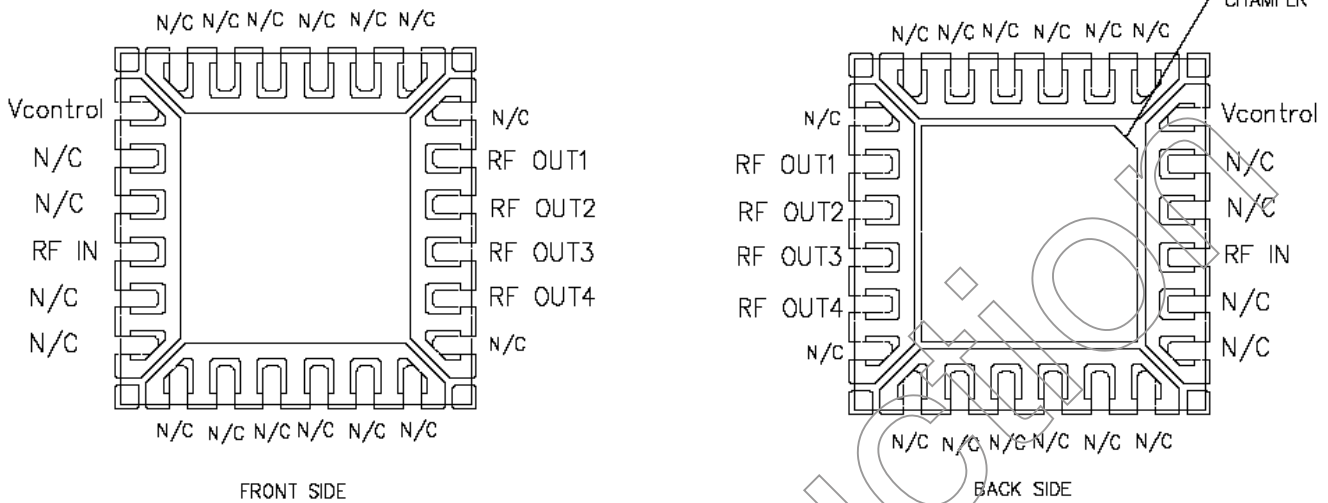 CHAMFER
N/C N/C N/C N/C N/C N/C
Vcontrol
N/C
N/C
RF IN
N/C
N/C
N/C
RF OUT1
RF OUT2
RF OUT3
RF OUT4
N/C
N/C N/C N/C N/C N/C N/C
FRONT SIDE
N/C N/C N/C N/C N/C N/C
N/C
RF OUT1
RF OUT2
RF OUT3
RF OUT4
N/C
Vcontrol
N/C
N/C
RF IN
N/C
N/C
N/C N/C N/C N/C N/C N/C
BACK SIDE